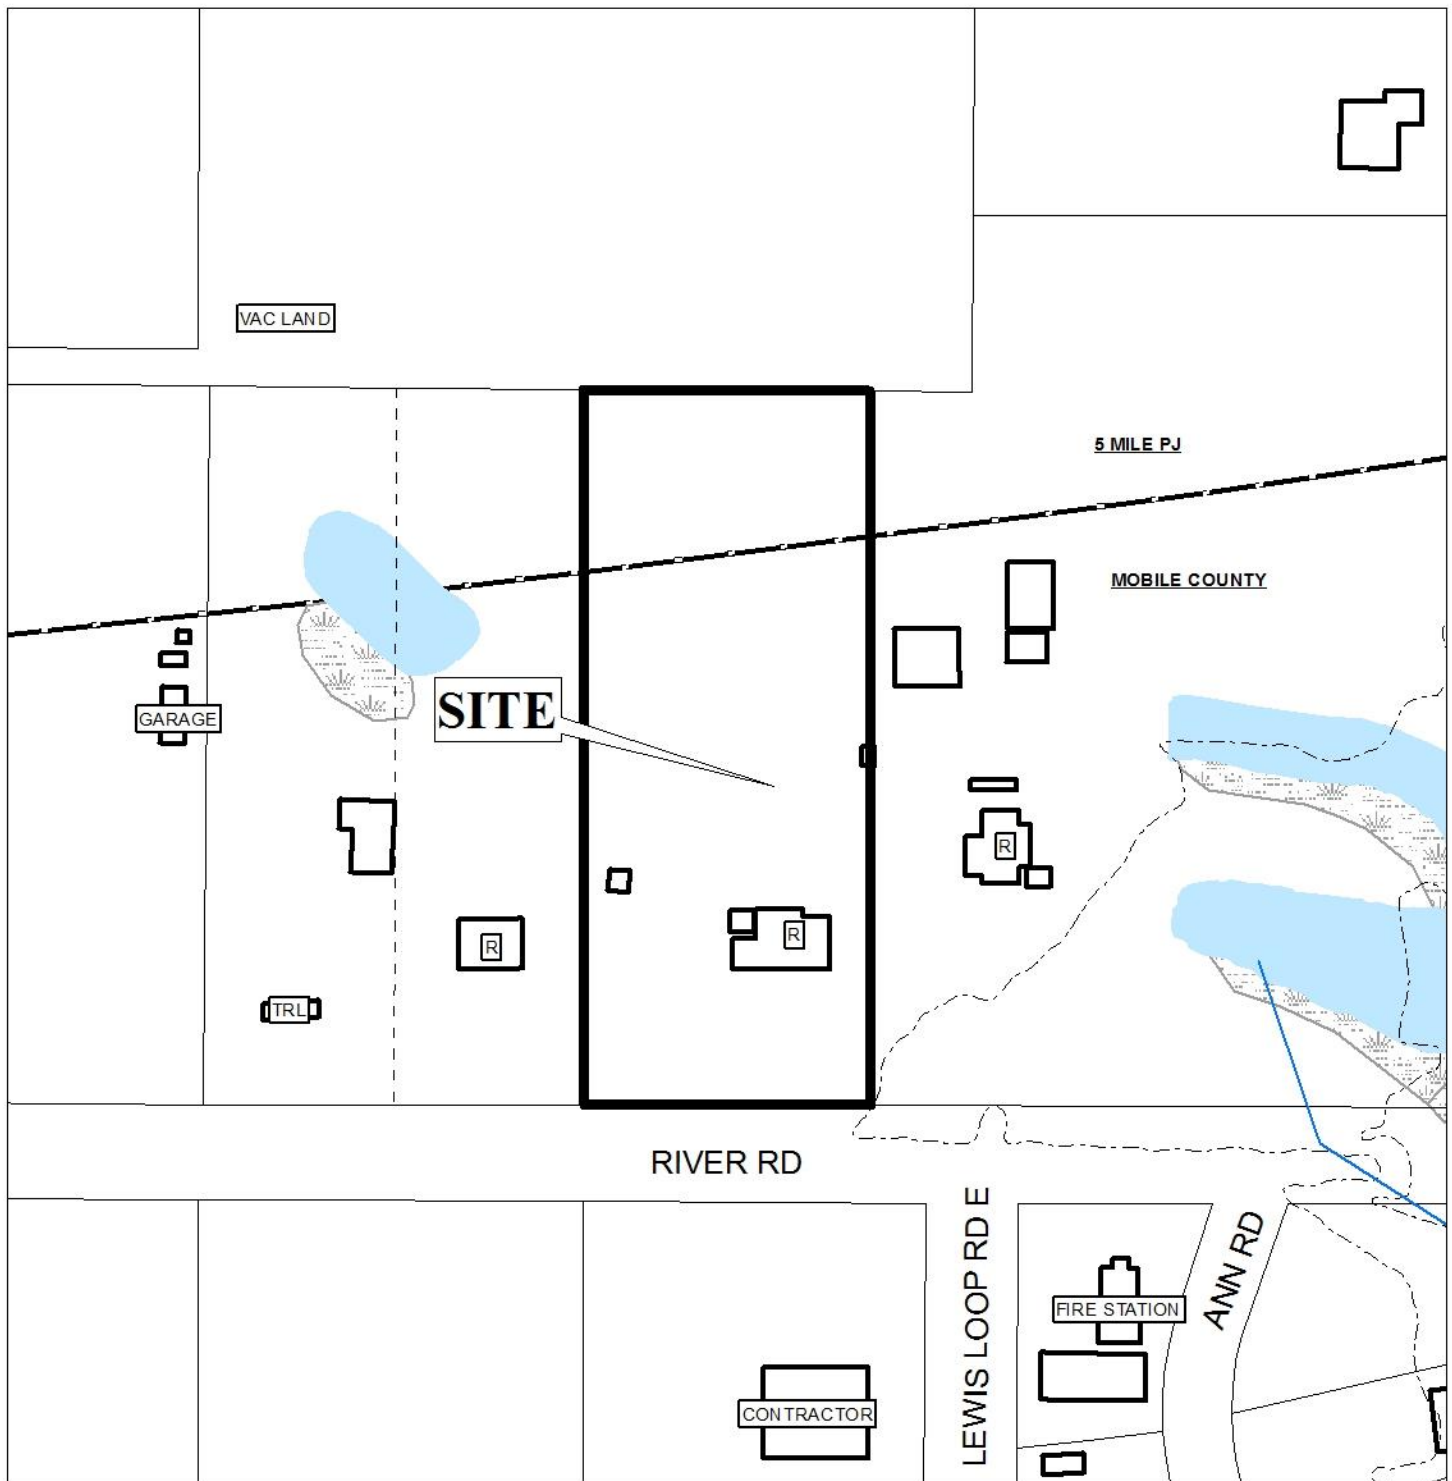 VAC LAND
5 MILE PJ
MOBILE COUNTY
SITE
GARAGE
R
R
R
TRL
RIVER RD
LEWIS LOOP RD E
ANN RD
FIRE STATION
CONTRACTOR